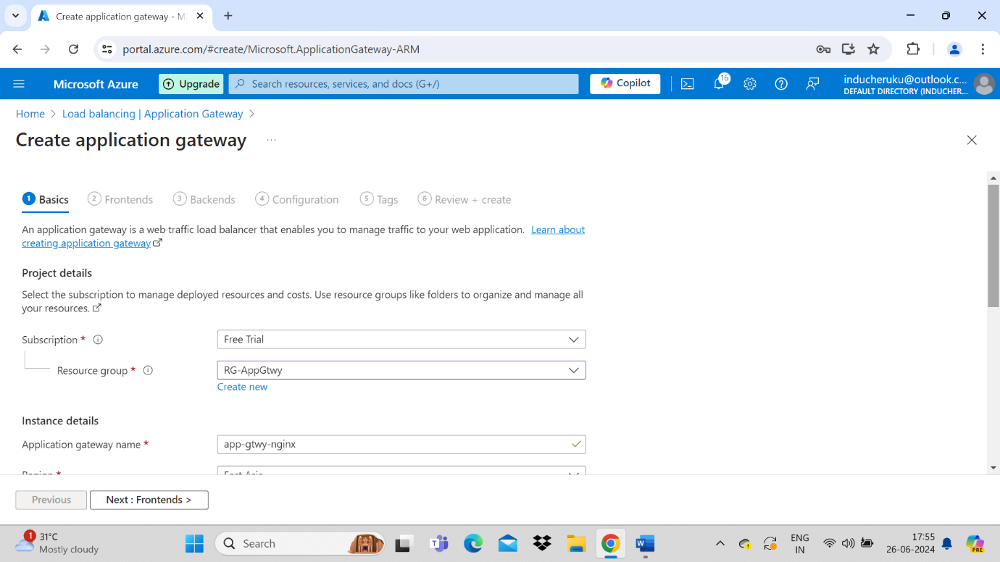 Create application gateway - M
portal.azure.com/#create/Microsoft.ApplicationGateway-ARM
Microsoft Azure
Upgrade
Search resources, services, and docs (G+/)
Copilot
16
inducheruku@outlook.c...
DEFAULT DIRECTORY (INDUCHER...
Home > Load balancing | Application Gateway >
Create application gateway ...
1 Basics 2 Frontends 3 Backends 4 Configuration 5 Tags 6 Review + create
An application gateway is a web traffic load balancer that enables you to manage traffic to your web application. Learn about
creating application gateway
Project details
Select the subscription to manage deployed resources and costs. Use resource groups like folders to organize and manage all
your resources.
Subscription * Free Trial
Resource group * RG-AppGtwy
Create new
Instance details
Application gateway name * app-gtwy-nginx
Region * East Asia
Previous Next : Frontends >
1 31°C
Mostly cloudy
Search
ENG
IN
17:55
26-06-2024
PRE